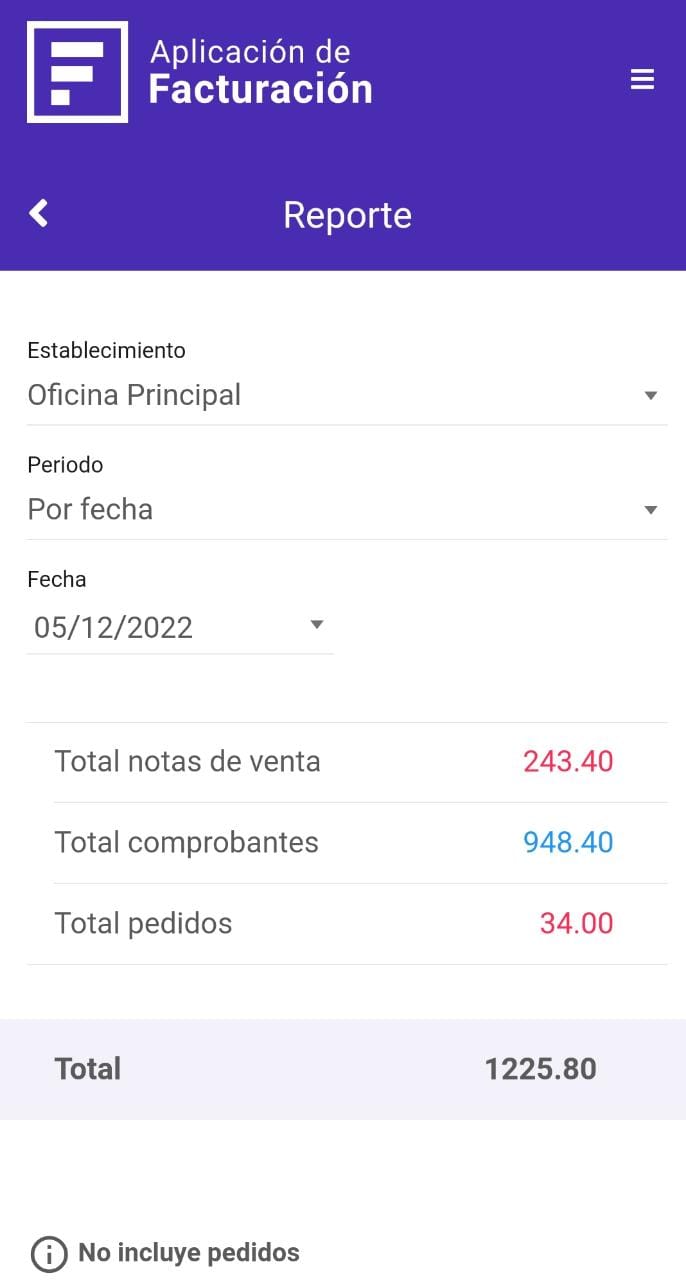 Aplicación de
Facturación
Reporte
Establecimiento
Oficina Principal
Periodo
Por fecha
Fecha
05/12/2022
Total notas de venta 243.40
Total comprobantes 948.40
Total pedidos 34.00
Total 1225.80
No incluye pedidos